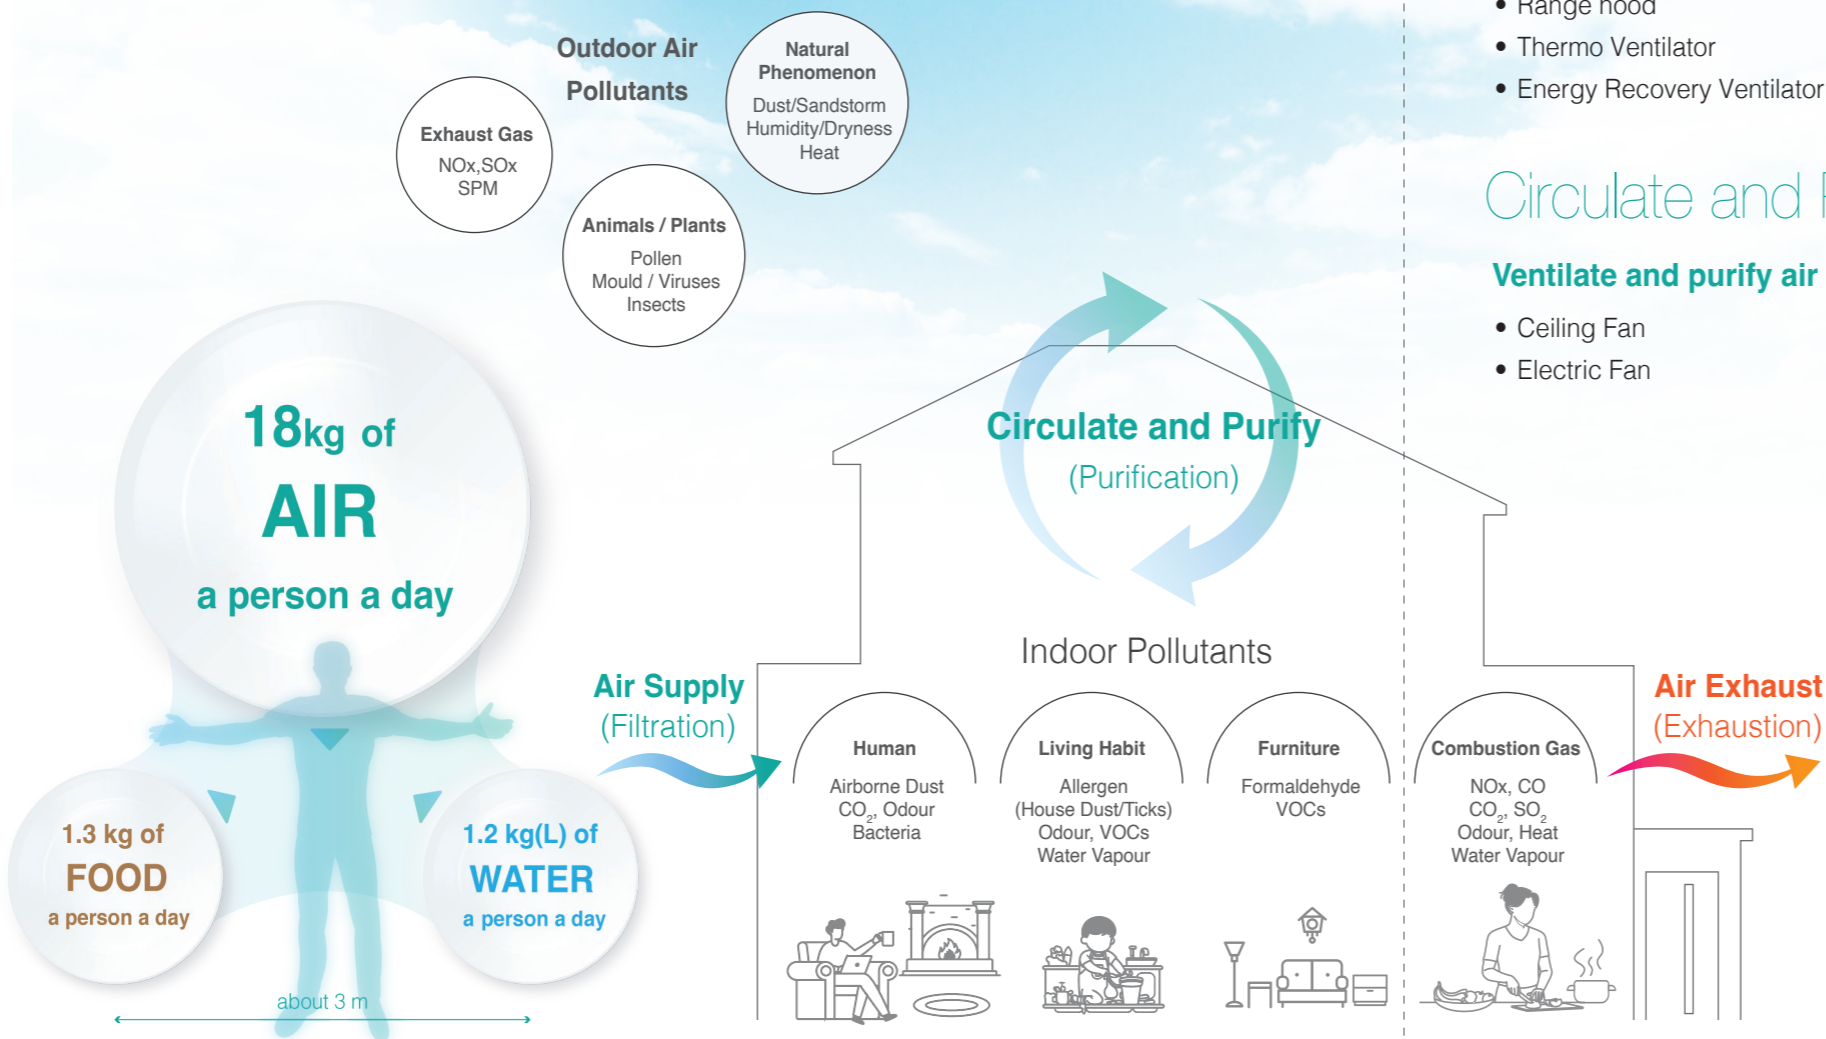 Outdoor Air
Pollutants
Exhaust Gas
NOx,SOx
SPM
Natural
Phenomenon
Dust/Sandstorm
Humidity/Dryness
Heat
Animals / Plants
Pollen
Mould / Viruses
Insects
18kg of
AIR
a person a day
1.3 kg of
FOOD
a person a day
1.2 kg(L) of
WATER
a person a day
about 3 m
Air Supply
(Filtration)
Circulate and Purify
(Purification)
Indoor Pollutants
Human
Airborne Dust
CO₂, Odour
Bacteria
Living Habit
Allergen
(House Dust/Ticks)
Odour, VOCs
Water Vapour
Furniture
Formaldehyde
VOCs
Combustion Gas
NOx, CO
CO₂, SO₂
Odour, Heat
Water Vapour
Air Exhaust
(Exhaustion)
• Range hood
• Thermo Ventilator
• Energy Recovery Ventilator
Circulate and
Ventilate and purify air
• Ceiling Fan
• Electric Fan